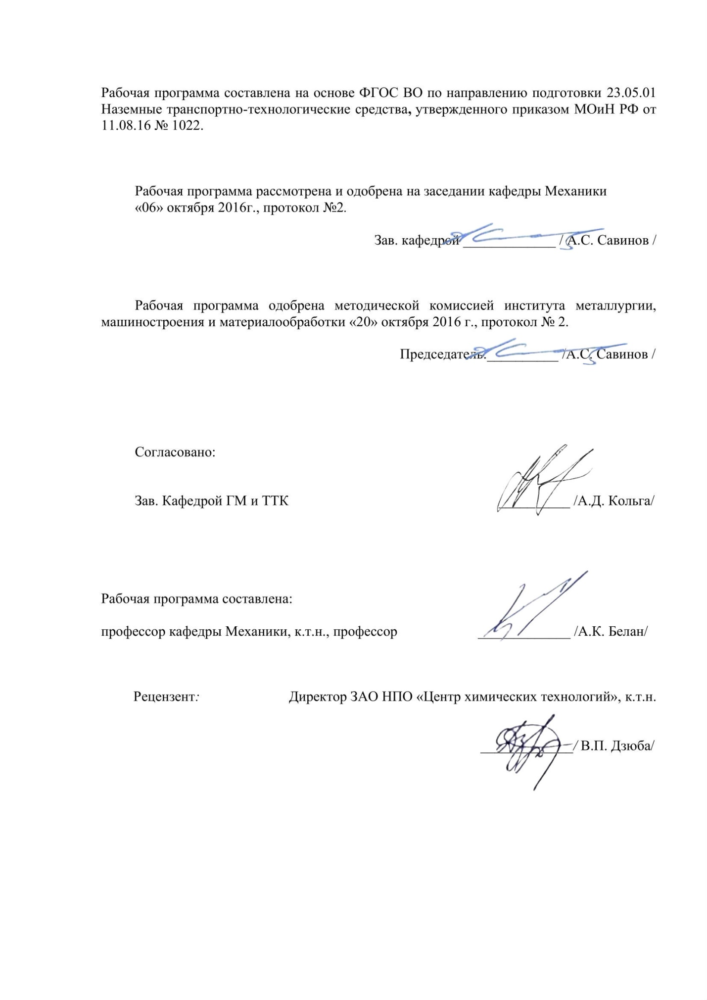 Рабочая программа составлена на основе ФГОС ВО по направлению подготовки 23.05.01
Наземные транспортно-технологические средства, утвержденного приказом МОиН РФ от
11.08.16 № 1022.
Рабочая программа рассмотрена и одобрена на заседании кафедры Механики
«06» октября 2016г., протокол №2.
Зав. кафедрой _____________ / А.С. Савинов /
Рабочая программа одобрена методической комиссией института металлургии,
машиностроения и материалообработки «20» октября 2016 г., протокол № 2.
Председатель.__________ /А.С. Савинов /
Согласовано:
Зав. Кафедрой ГМ и ТТК __________ /А.Д. Кольга/
Рабочая программа составлена:
профессор кафедры Механики, к.т.н., профессор _____________ /А.К. Белан/
Рецензент: Директор ЗАО НПО «Центр химических технологий», к.т.н.
_____________/ В.П. Дзюба/